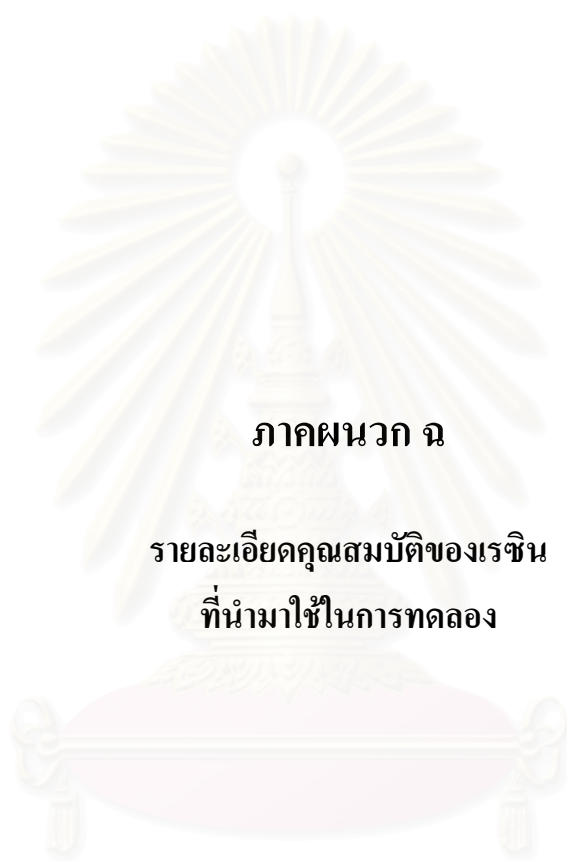 ภาคผนวก ฉ
รายละเอียดคุณสมบัติของเรซิน
ที่นำมาใช้ในการทดลอง